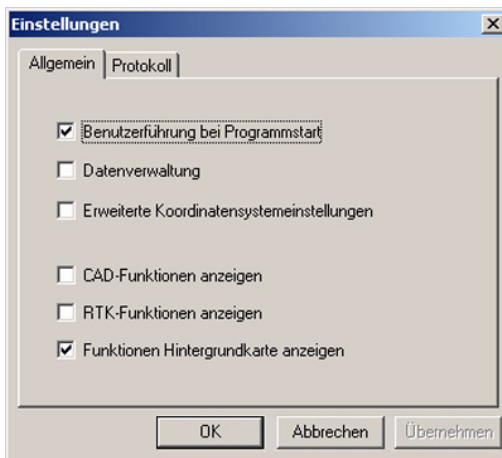 Einstellungen
Allgemein Protokoll
Benutzerführung bei Programmstart
Datenverwaltung
Erweiterte Koordinatensystemeinstellungen
CAD-Funktionen anzeigen
RTK-Funktionen anzeigen
Funktionen Hintergrundkarte anzeigen
OK Abbrechen Übernehmen